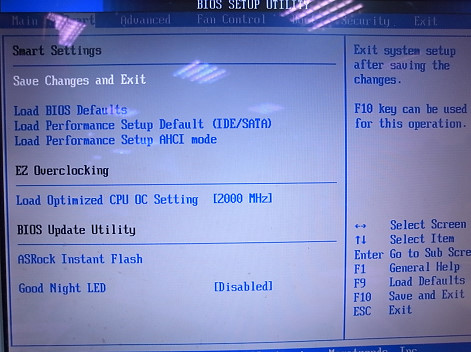 BIOS SETUP UTILITY
Main Smart Advanced Fan Control Security Exit
Smart Settings
Save Changes and Exit
Load BIOS Defaults
Load Performance Setup Default (IDE/SATA)
Load Performance Setup AHCI mode
EZ Overclocking
Load Optimized CPU OC Setting [2000 MHz]
BIOS Update Utility
ASRock Instant Flash
Good Night LED [Disabled]
Exit system setup
after saving the
changes.
F10 key can be used
for this operation.
↔ Select Screen
↑↓ Select Item
Enter Go to Sub Scre
F1 General Help
F9 Load Defaults
F10 Save and Exit
ESC Exit